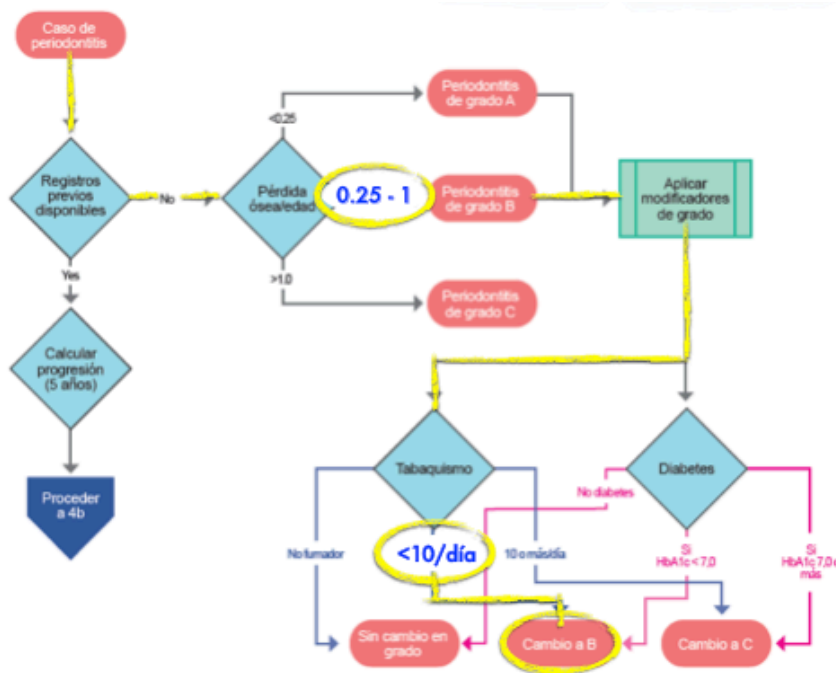 Caso de
periodontitis
Registros
previos
disponibles
No
Yes
Calcular
progresión
(5 años)
Proceder
a 4b
Pérdida
ósea/edad
<0.25
0.25 - 1
>1.0
Periodontitis
de grado A
Periodontitis
de grado B
Periodontitis
de grado C
Aplicar
modificadores
de grado
Tabaquismo
Diabetes
No fumador
<10/día
10 o más/día
No diabetes
Si
HbA1c < 7,0
Si
HbA1c 7,0 o
más
Sin cambio en
grado
Cambio a B
Cambio a C